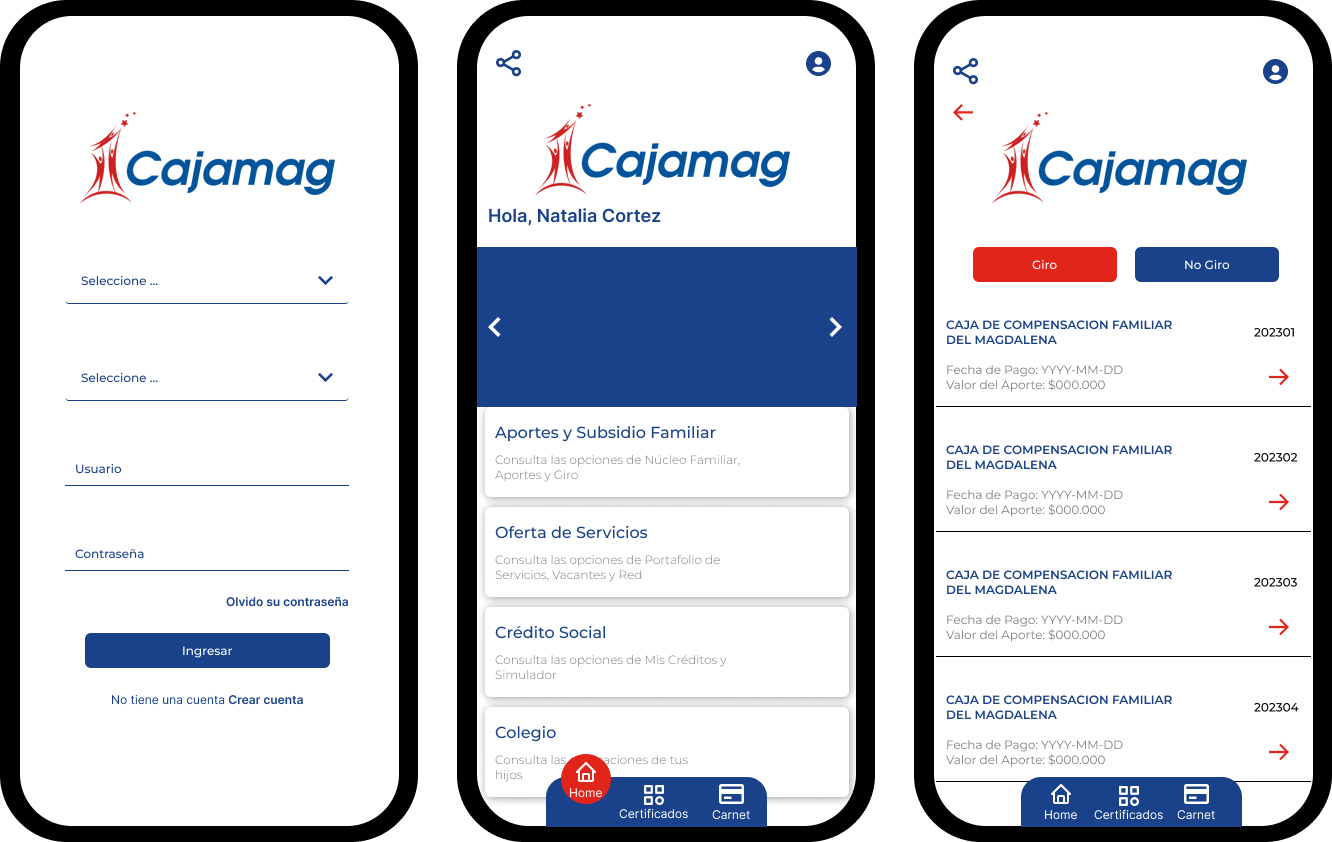 Cajamag
Seleccione ...
Seleccione ...
Usuario
Contraseña
Olvido su contraseña
Ingresar
No tiene una cuenta Crear cuenta
Cajamag
Hola, Natalia Cortez
Aportes y Subsidio Familiar
Consulta las opciones de Núcleo Familiar,
Aportes y Giro
Oferta de Servicios
Consulta las opciones de Portafolio de
Servicios, Vacantes y Red
Crédito Social
Consulta las opciones de Mis Créditos y
Simulador
Colegio
Consulta las aciones de tus
hijos
Home
Certificados
Carnet
Cajamag
Giro
No Giro
CAJA DE COMPENSACION FAMILIAR
DEL MAGDALENA
202301
Fecha de Pago: YYYY-MM-DD
Valor del Aporte: $000.000
CAJA DE COMPENSACION FAMILIAR
DEL MAGDALENA
202302
Fecha de Pago: YYYY-MM-DD
Valor del Aporte: $000.000
CAJA DE COMPENSACION FAMILIAR
DEL MAGDALENA
202303
Fecha de Pago: YYYY-MM-DD
Valor del Aporte: $000.000
CAJA DE COMPENSACION FAMILIAR
DEL MAGDALENA
202304
Fecha de Pago: YYYY-MM-DD
Valor del Aporte: $000.000
Home
Certificados
Carnet